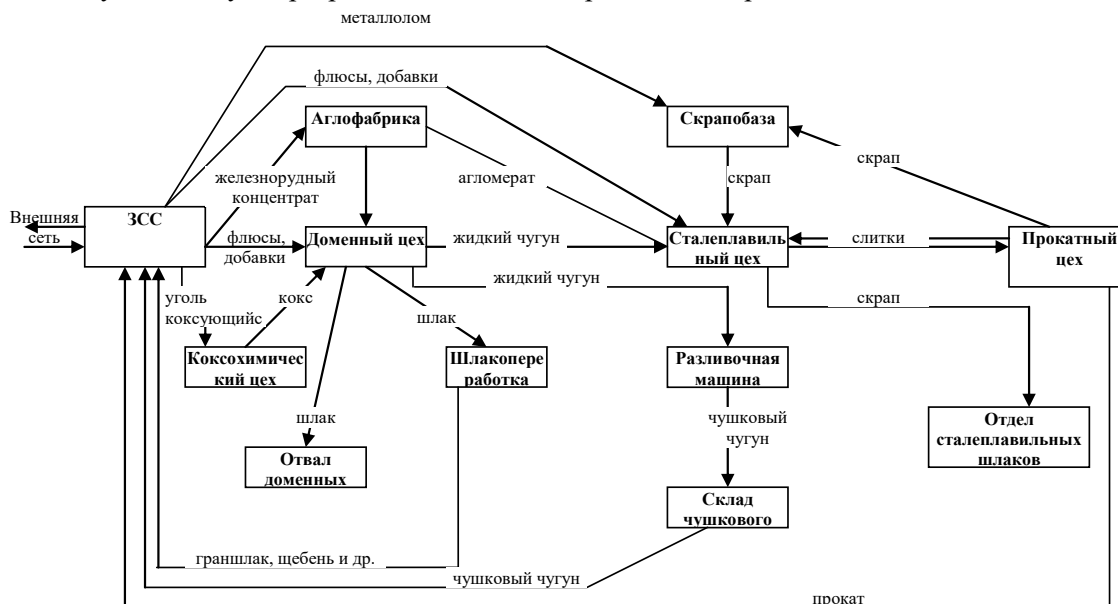 металлолом
флюсы, добавки
Аглофабрика
Скрапобаза
скрап
железнорудный
концентрат
агломерат
скрап
Внешняя
сеть
ЗСС
флюсы,
добавки
Доменный цех
жидкий чугун
Сталеплавиль
ный цех
слитки
Прокатный
цех
жидкий чугун
уголь
коксующийс
кокс
шлак
скрап
Коксохимичес
кий цех
Шлакопере
работка
Разливочная
машина
шлак
чушковый
чугун
Отдел
сталеплавильных
шлаков
Отвал
доменных
Склад
чушкового
граншлак, щебень и др.
чушковый чугун
прокат